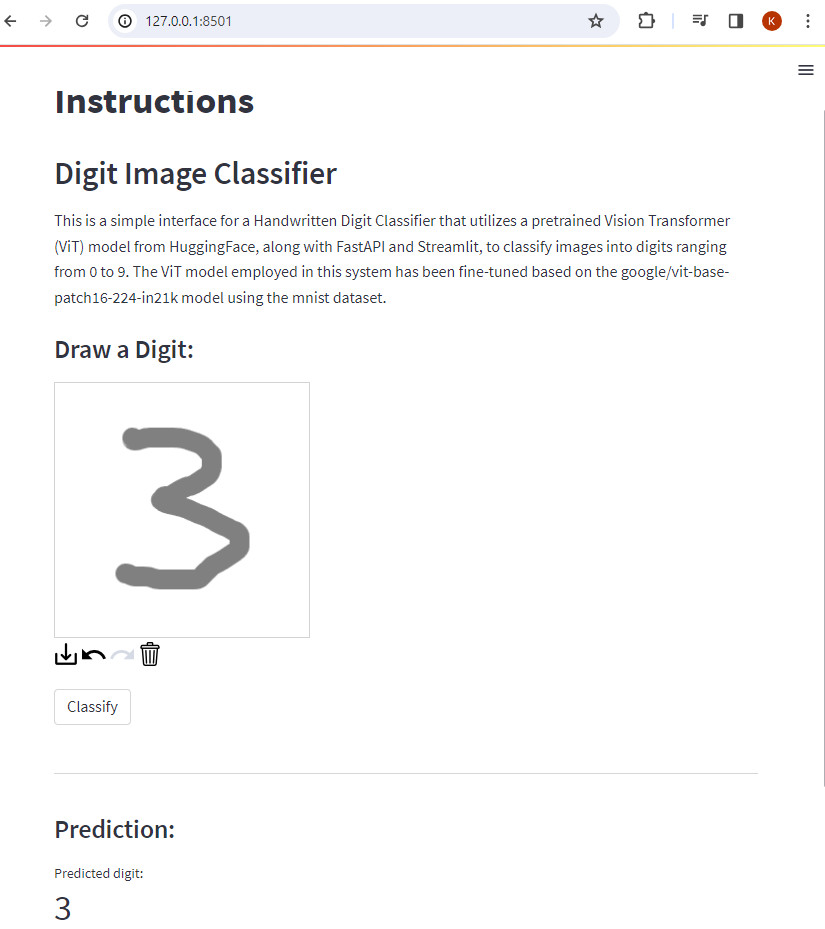 127.0.0.1:8501
K
Instructions
Digit Image Classifier
This is a simple interface for a Handwritten Digit Classifier that utilizes a pretrained Vision Transformer
(ViT) model from HuggingFace, along with FastAPI and Streamlit, to classify images into digits ranging
from 0 to 9. The ViT model employed in this system has been fine-tuned based on the google/vit-base-
patch16-224-in21k model using the mnist dataset.
Draw a Digit:
3
Classify
Prediction:
Predicted digit:
3